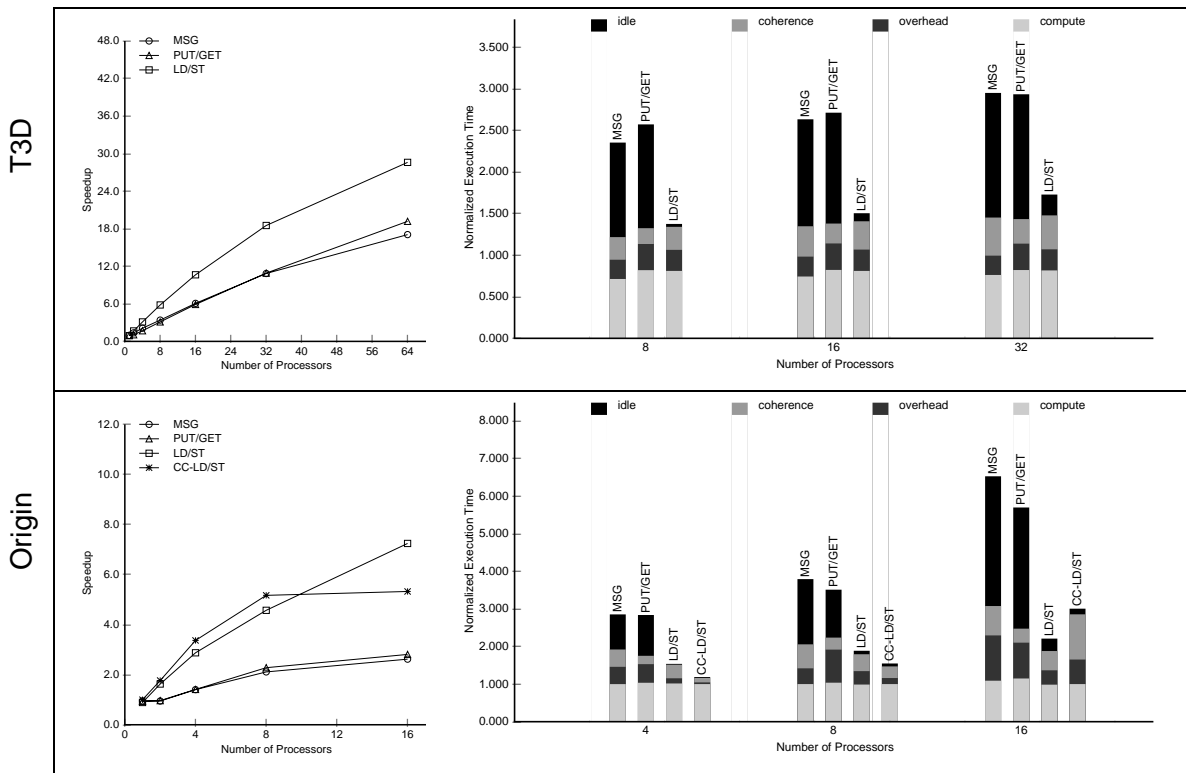 T3D
MSG
PUT/GET
LD/ST
Speedup
48.0
42.0
36.0
30.0
24.0
18.0
12.0
6.0
0.0
0 8 16 24 32 40 48 56 64
Number of Processors
idle coherence overhead compute
Normalized Execution Time
3.500
3.000
2.500
2.000
1.500
1.000
0.500
0.000
MSG PUT/GET LD/ST
MSG PUT/GET LD/ST
MSG PUT/GET LD/ST
8 16 32
Number of Processors
Origin
MSG
PUT/GET
LD/ST
CC-LD/ST
Speedup
12.0
10.0
8.0
6.0
4.0
2.0
0.0
0 4 8 12 16
Number of Processors
idle coherence overhead compute
Normalized Execution Time
8.000
7.000
6.000
5.000
4.000
3.000
2.000
1.000
0.000
MSG PUT/GET LD/ST CC-LD/ST
MSG PUT/GET LD/ST CC-LD/ST
MSG PUT/GET LD/ST CC-LD/ST
4 8 16
Number of Processors